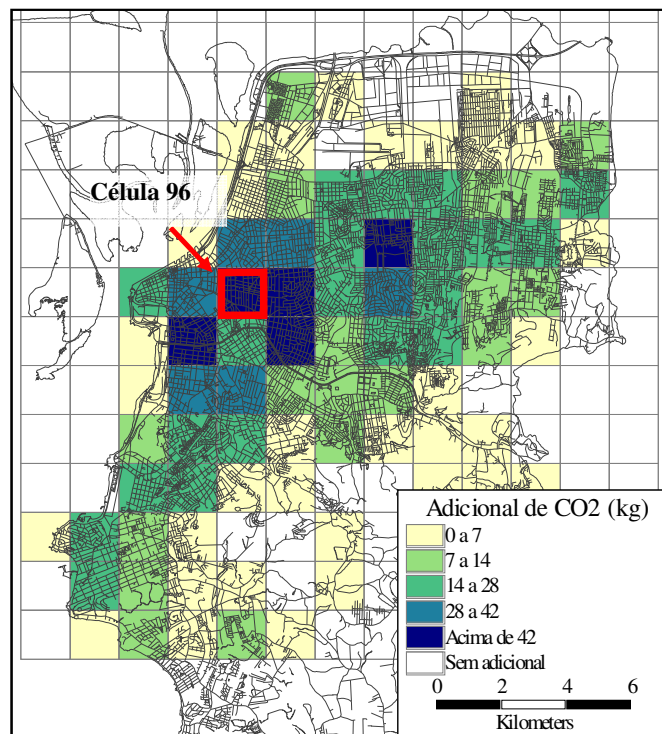 Célula 96
Adicional de CO2 (kg)
0 a 7
7 a 14
14 a 28
28 a 42
Acima de 42
Sem adicional
0 2 4 6
Kilometers